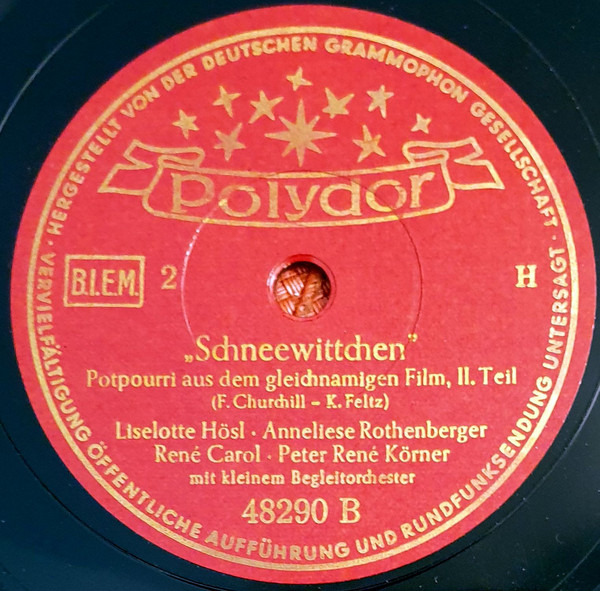 HERGESTELLT VON DER DEUTSCHEN GRAMMOPHON GESELLSCHAFT ·
Polydor
B.I.E.M. 2 H
„Schneewittchen"
Potpourri aus dem gleichnamigen Film, II. Teil
(F. Churchill – K. Feltz)
Liselotte Hösl · Anneliese Rothenberger
René Carol · Peter René Körner
mit kleinem Begleitorchester
48290 B
· VERVIELFÄLTIGUNG ÖFFENTLICHE AUFFÜHRUNG UND RUNDFUNKSENDUNG UNTERSAGT ·